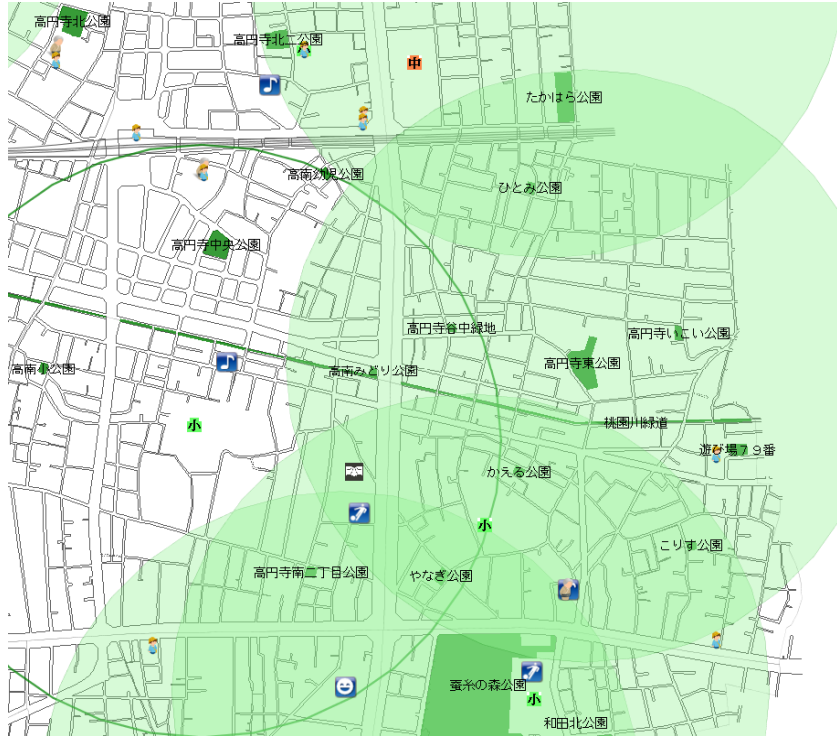 高円寺北公園
高円寺北二公園
中
たかはら公園
高南幼児公園
ひとみ公園
高円寺中央公園
高円寺谷中緑地
高円寺いこい公園
高円寺東公園
高南小公園
高南みどり公園
小
桃園川緑道
遊び場79番
かえる公園
小
こりす公園
高円寺南二丁目公園
やなぎ公園
蚕糸の森公園
小
和田北公園